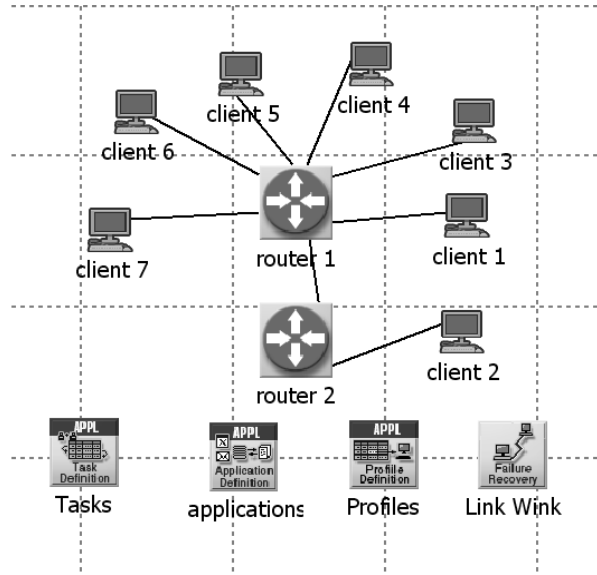 client 5
client 4
client 6
client 3
client 7
router 1
client 1
router 2
client 2
APPL
Task
Definition
Tasks
APPL
X
Application
Definition
applications
APPL
Profile
Definition
Profiles
Failure
Recovery
Link Wink